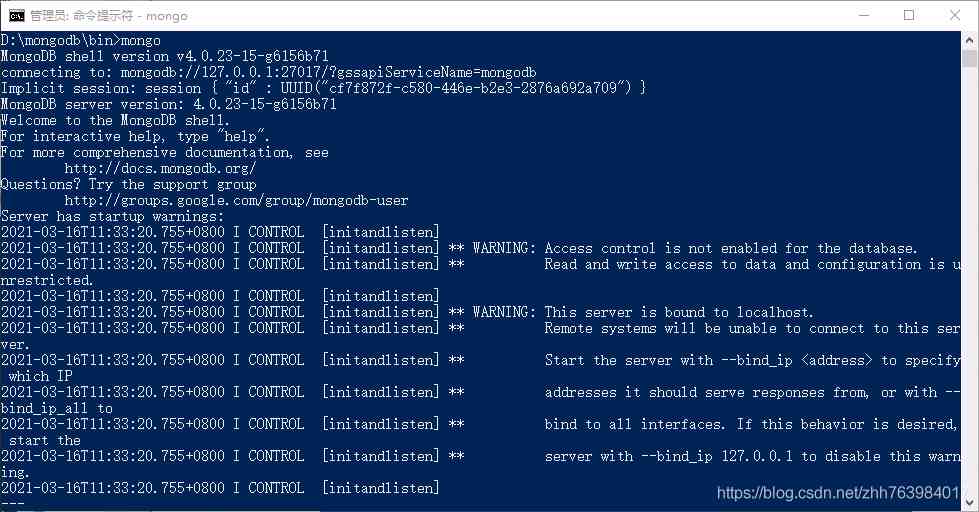 管理员: 命令提示符 - mongo
D:\mongodb\bin>mongo
MongoDB shell version v4.0.23-15-g6156b71
connecting to: mongodb://127.0.0.1:27017/?gssapiServiceName=mongodb
Implicit session: session { "id" : UUID("cf7f872f-c580-446e-b2e3-2876a692a709") }
MongoDB server version: 4.0.23-15-g6156b71
Welcome to the MongoDB shell.
For interactive help, type "help".
For more comprehensive documentation, see
        http://docs.mongodb.org/
Questions? Try the support group
        http://groups.google.com/group/mongodb-user
Server has startup warnings:
2021-03-16T11:33:20.755+0800 I CONTROL  [initandlisten]
2021-03-16T11:33:20.755+0800 I CONTROL  [initandlisten] ** WARNING: Access control is not enabled for the database.
2021-03-16T11:33:20.755+0800 I CONTROL  [initandlisten] **          Read and write access to data and configuration is u
nrestricted.
2021-03-16T11:33:20.755+0800 I CONTROL  [initandlisten]
2021-03-16T11:33:20.755+0800 I CONTROL  [initandlisten] ** WARNING: This server is bound to localhost.
2021-03-16T11:33:20.755+0800 I CONTROL  [initandlisten] **          Remote systems will be unable to connect to this ser
ver.
2021-03-16T11:33:20.755+0800 I CONTROL  [initandlisten] **          Start the server with --bind_ip <address> to specify
 which IP
2021-03-16T11:33:20.755+0800 I CONTROL  [initandlisten] **          addresses it should serve responses from, or with --
bind_ip_all to
2021-03-16T11:33:20.755+0800 I CONTROL  [initandlisten] **          bind to all interfaces. If this behavior is desired,
 start the
2021-03-16T11:33:20.755+0800 I CONTROL  [initandlisten] **          server with --bind_ip 127.0.0.1 to disable this warn
ing.
2021-03-16T11:33:20.755+0800 I CONTROL  [initandlisten]
---
https://blog.csdn.net/zhh76398401